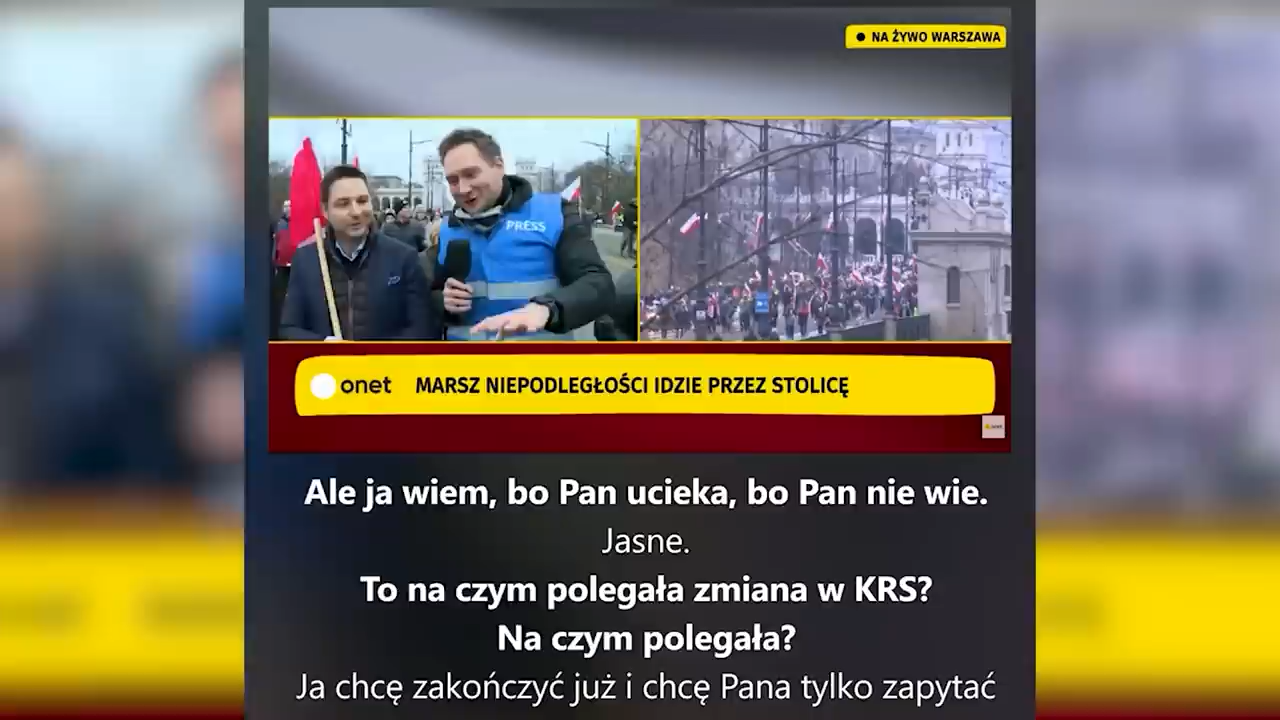 NA ŻYWO WARSZAWA
PRESS
onet MARSZ NIEPODLEGŁOŚCI IDZIE PRZEZ STOLICĘ
onet
Ale ja wiem, bo Pan ucieka, bo Pan nie wie.
Jasne.
To na czym polegała zmiana w KRS?
Na czym polegała?
Ja chcę zakończyć już i chcę Pana tylko zapytać